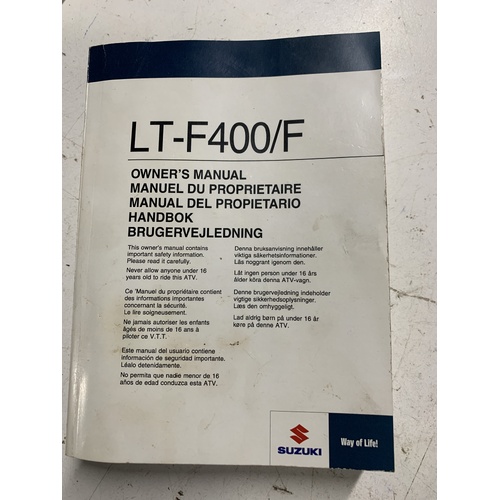 LT-F400/F
OWNER'S MANUAL
MANUEL DU PROPRIETAIRE
MANUAL DEL PROPIETARIO
HANDBOK
BRUGERVEJLEDNING
This owner's manual contains
important safety information.
Please read it carefully.
Never allow anyone under 16
years old to ride this ATV.
Ce 'Manuel du propriétaire contient
des informations importantes
concernant la sécurité.
Le lire soigneusement.
Ne jamais autoriser les enfants
âgés de moins de 16 ans à
piloter ce V.T.T.
Este manual del usuario contiene
información de seguridad importante.
Léalo detenidamente.
No permita que nadie menor de 16
años de edad conduzca esta ATV.
Denna bruksanvisning innehåller
viktiga säkerhetsinformationer.
Läs noggrant igenom den.
Låt ingen person under 16 års
ålder köra denna ATV-vagn.
Denne brugervejledning indeholder
vigtige sikkerhedsoplysninger.
Læs den omhyggeligt.
Lad aldrig børn på under 16 år
køre på denne ATV.
SUZUKI
Way of Life!